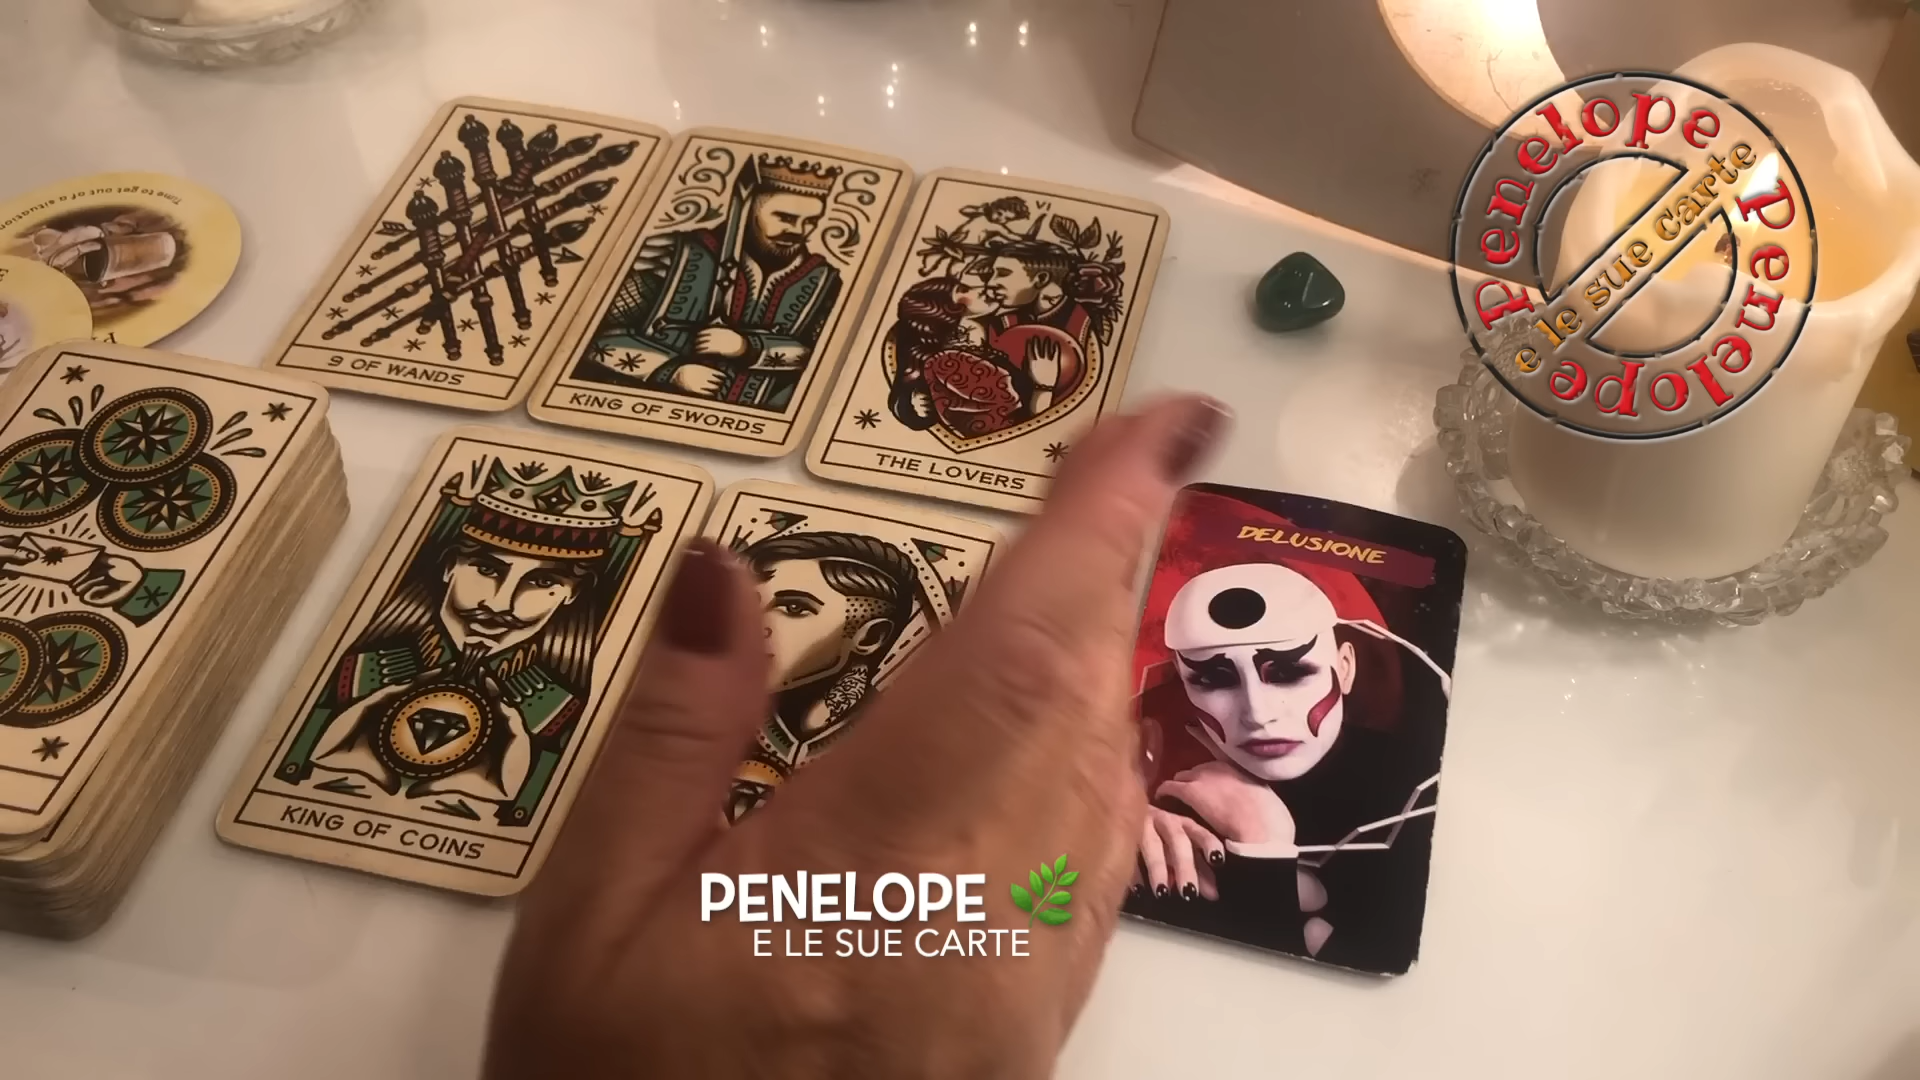 Time to get out of a situation
9 OF WANDS
KING OF SWORDS
VI
THE LOVERS
KING OF COINS
DELUSIONE
Penelope Penelope
e le sue carte
Penelope
PENELOPE
E LE SUE CARTE